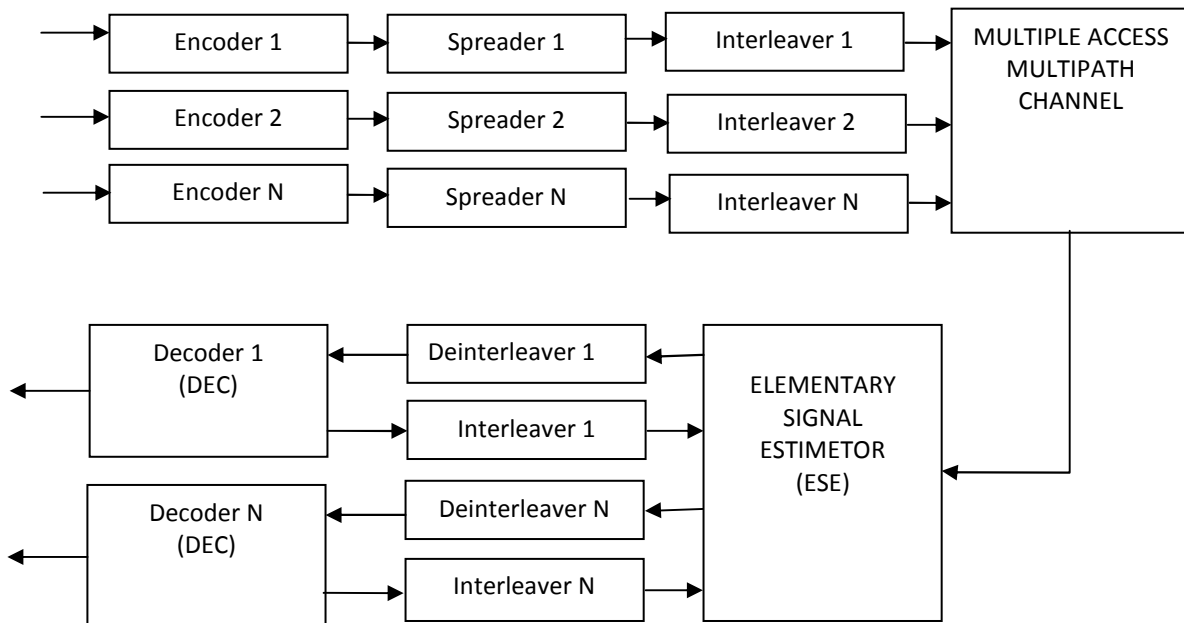 Encoder 1
Spreader 1
Interleaver 1
MULTIPLE ACCESS
MULTIPATH
CHANNEL
Encoder 2
Spreader 2
Interleaver 2
Encoder N
Spreader N
Interleaver N
Decoder 1
(DEC)
Deinterleaver 1
Interleaver 1
ELEMENTARY
SIGNAL
ESTIMETOR
(ESE)
Decoder N
(DEC)
Deinterleaver N
Interleaver N